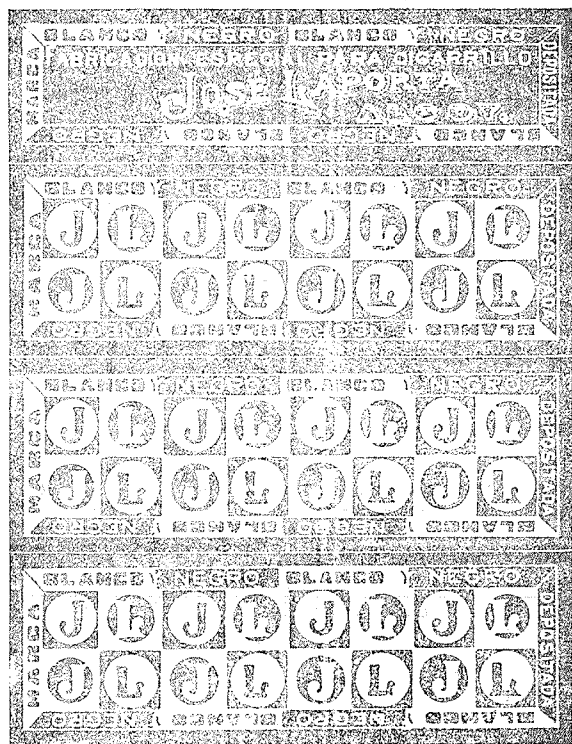 BLANCO Y NEGRO BLANCO Y NEGRO
MARCA
FABRICACION ESPECIAL PARA CIGARRILLO
JOSÉ LAPORTA
DEPOSITADA
BLANCO Y NEGRO BLANCO Y NEGRO
BLANCO Y NEGRO BLANCO Y NEGRO
MARCA
J L J L J L J L
J L J L J L J L
DEPOSITADA
BLANCO Y NEGRO BLANCO Y NEGRO
BLANCO Y NEGRO BLANCO Y NEGRO
MARCA
J L J L J L J L
J L J L J L J L
DEPOSITADA
BLANCO Y NEGRO BLANCO Y NEGRO
BLANCO Y NEGRO BLANCO Y NEGRO
MARCA
J L J L J L J L
J L J L J L J L
DEPOSITADA
BLANCO Y NEGRO BLANCO Y NEGRO